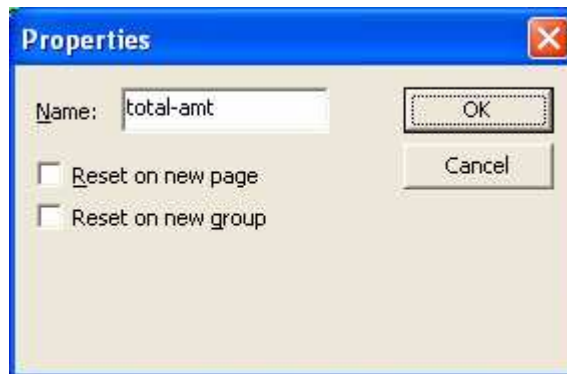 Properties
Name: total-amt
OK
Reset on new page
Cancel
Reset on new group